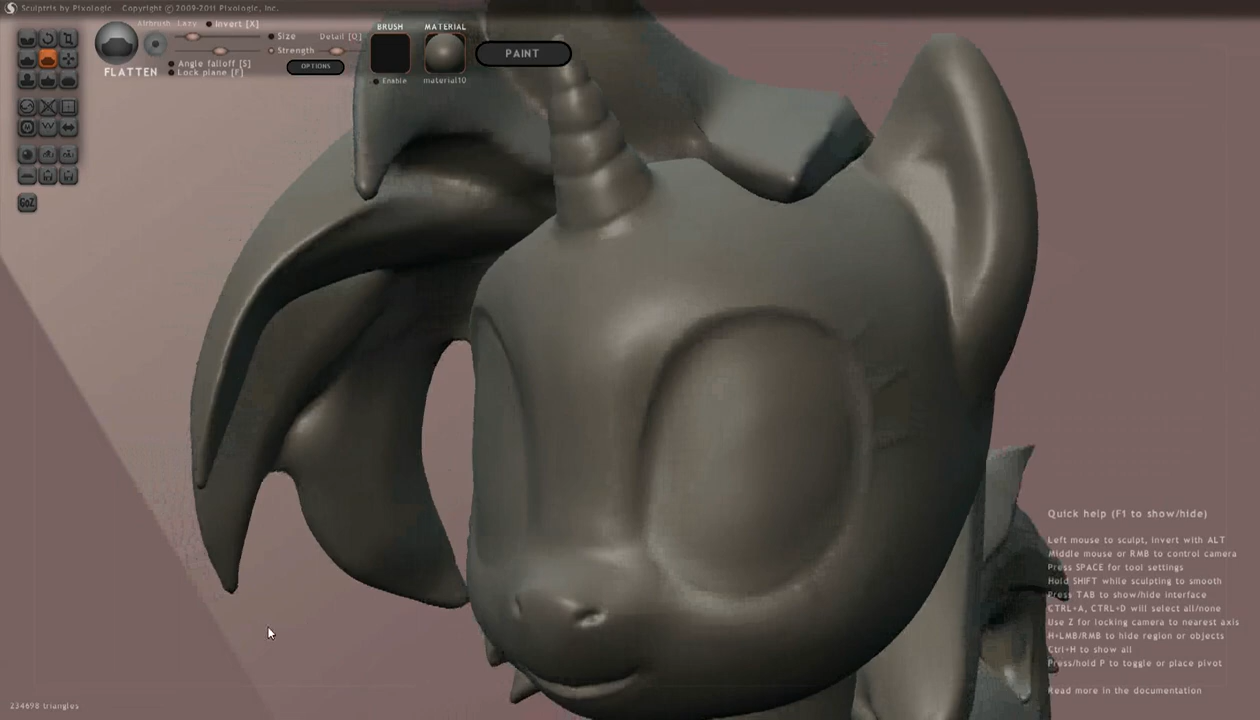 Sculptris by Pixologic Copyright © 2009-2011 Pixologic, Inc.
Airbrush Lazy Invert [X]
Size Detail [Q]
Strength
FLATTEN
Angle falloff [S]
Lock plane [F]
OPTIONS
BRUSH
Enable
MATERIAL
material10
PAINT
GoZ
Quick help (F1 to show/hide)
Left mouse to sculpt, invert with ALT
Middle mouse or RMB to control camera
Press SPACE for tool settings
Hold SHIFT while sculpting to smooth
Press TAB to show/hide interface
CTRL+A, CTRL+D will select all/none
Use Z for locking camera to nearest axis
H+LMB/RMB to hide region or objects
Ctrl+H to show all
Press/hold P to toggle or place pivot
Read more in the documentation
234698 triangles